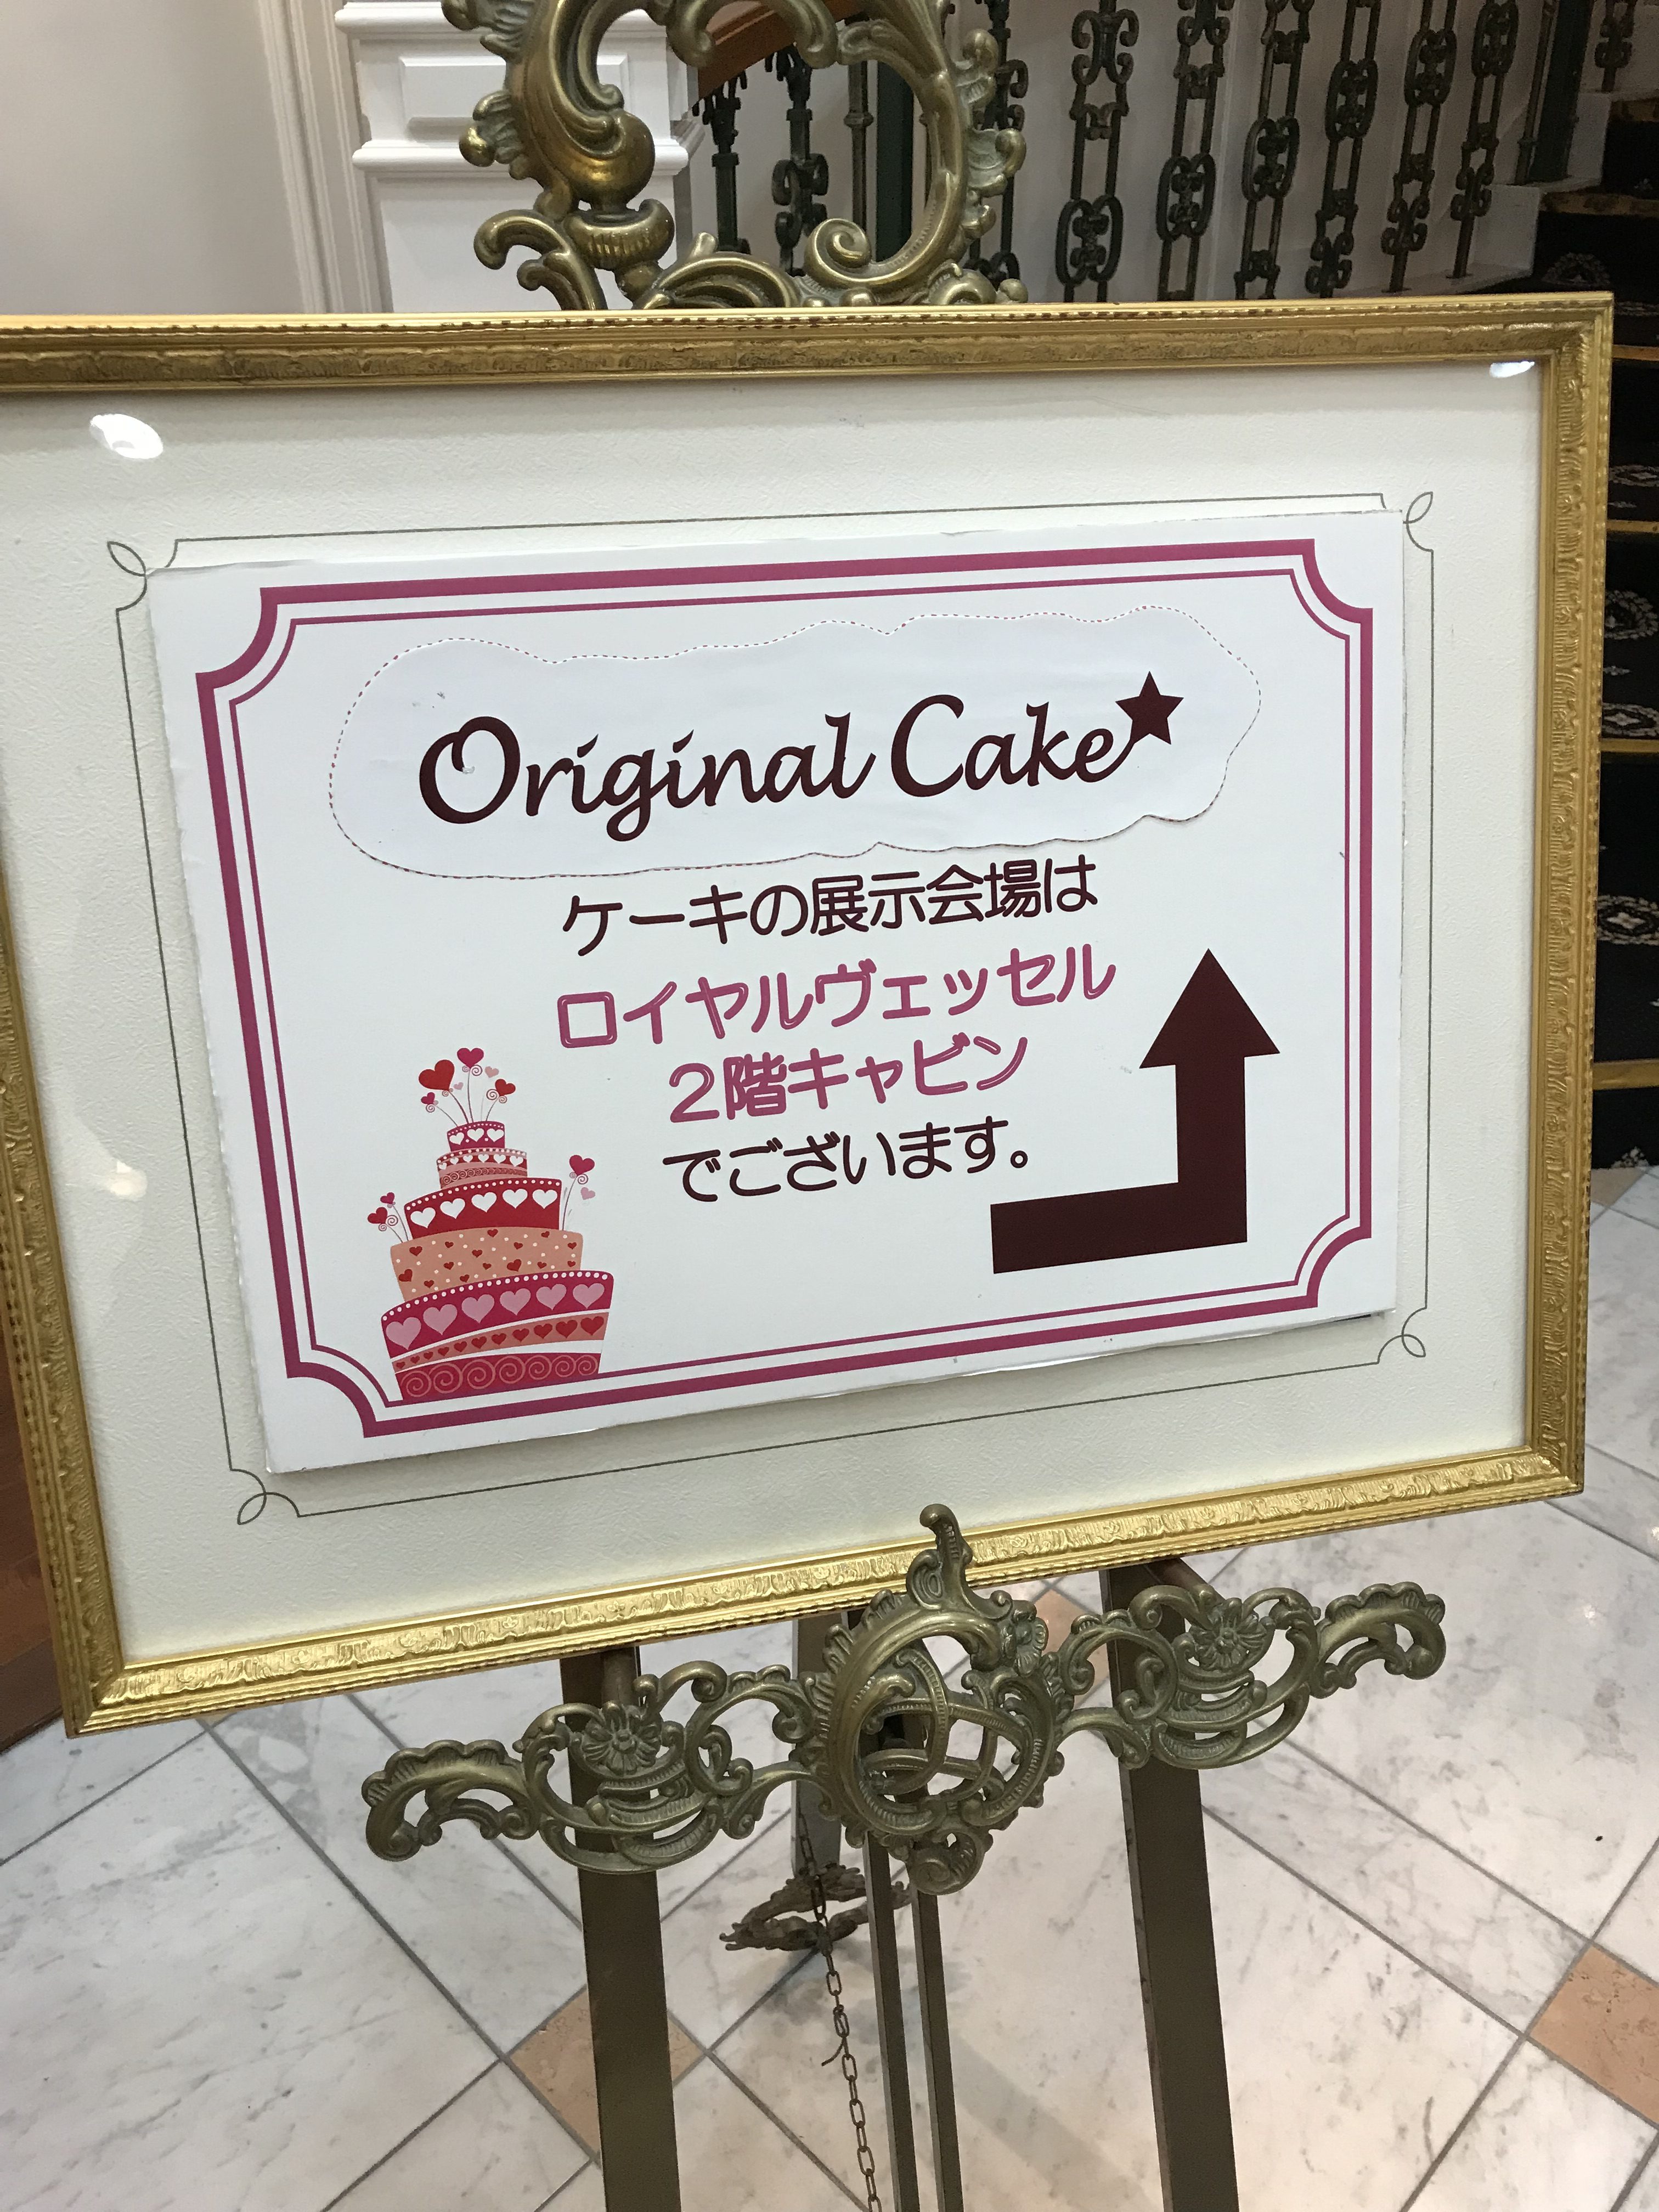 Original Cake
ケーキの展示会場は
ロイヤルヴェッセル
2階キャビン
でございます。